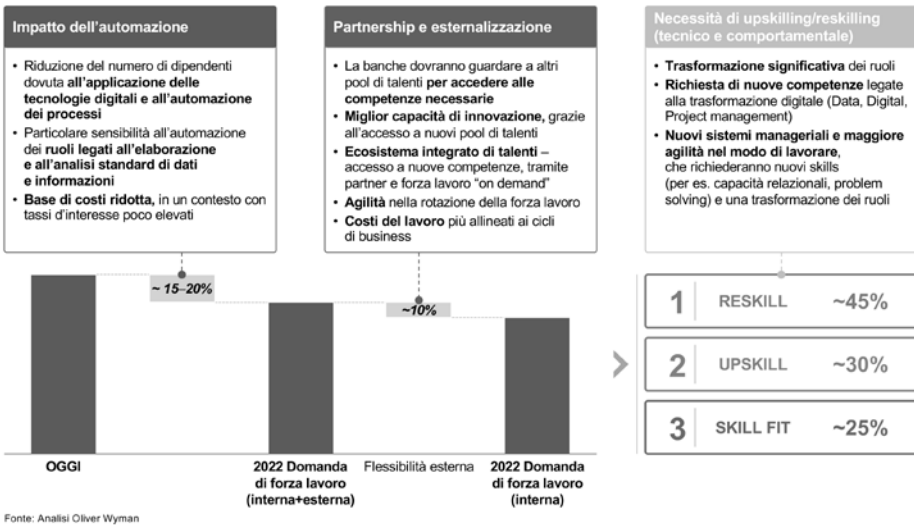 Impatto dell'automazione
• Riduzione del numero di dipendenti
dovuta all'applicazione delle
tecnologie digitali e all'automazione
dei processi
• Particolare sensibilità all'automazione
dei ruoli legati all'elaborazione
e all'analisi standard di dati
e informazioni
• Base di costi ridotta, in un contesto con
tassi d'interesse poco elevati
Partnership e esternalizzazione
• La banche dovranno guardare a altri
pool di talenti per accedere alle
competenze necessarie
• Miglior capacità di innovazione, grazie
all'accesso a nuovi pool di talenti
• Ecosistema integrato di talenti –
accesso a nuove competenze, tramite
partner e forza lavoro "on demand"
• Agilità nella rotazione della forza lavoro
• Costi del lavoro più allineati ai cicli
di business
Necessità di upskilling/reskilling
(tecnico e comportamentale)
• Trasformazione significativa dei ruoli
• Richiesta di nuove competenze legate
alla trasformazione digitale (Data, Digital,
Project management)
• Nuovi sistemi manageriali e maggiore
agilità nel modo di lavorare,
che richiederanno nuovi skills
(per es. capacità relazionali, problem
solving) e una trasformazione dei ruoli
~ 15–20%
~10%
1 RESKILL ~45%
2 UPSKILL ~30%
3 SKILL FIT ~25%
OGGI
2022 Domanda
di forza lavoro
(interna+esterna)
Flessibilità esterna
2022 Domanda
di forza lavoro
(interna)
Fonte: Analisi Oliver Wyman